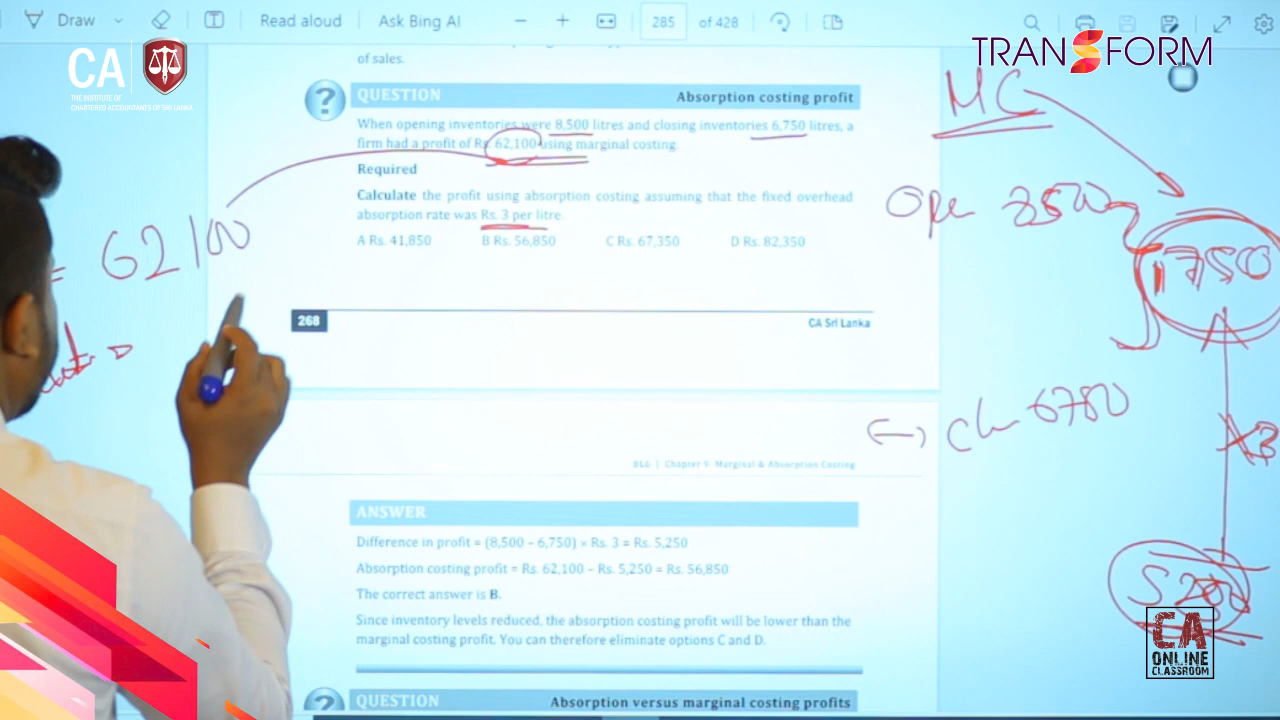 Draw
Read aloud
Ask Bing AI
285 of 428
CA
THE INSTITUTE OF
CHARTERED ACCOUNTANTS OF SRI LANKA
TRANSFORM
of sales.
QUESTION
Absorption costing profit
When opening inventories were 8,500 litres and closing inventories 6,750 litres, a
firm had a profit of Rs. 62,100 using marginal costing.
Required
Calculate the profit using absorption costing assuming that the fixed overhead
absorption rate was Rs. 3 per litre.
A Rs. 41,850
B Rs. 56,850
C Rs. 67,350
D Rs. 82,350
268
CA Sri Lanka
MC
Ope 8500
1750
= 62100
(-) Cls 6750
X3
BL6 | Chapter 9: Marginal & Absorption Costing
ANSWER
Difference in profit = (8,500 – 6,750) × Rs. 3 = Rs. 5,250
Absorption costing profit = Rs. 62,100 – Rs. 5,250 = Rs. 56,850
The correct answer is B.
Since inventory levels reduced, the absorption costing profit will be lower than the
marginal costing profit. You can therefore eliminate options C and D.
QUESTION
Absorption versus marginal costing profits
CA
ONLINE
CLASSROOM